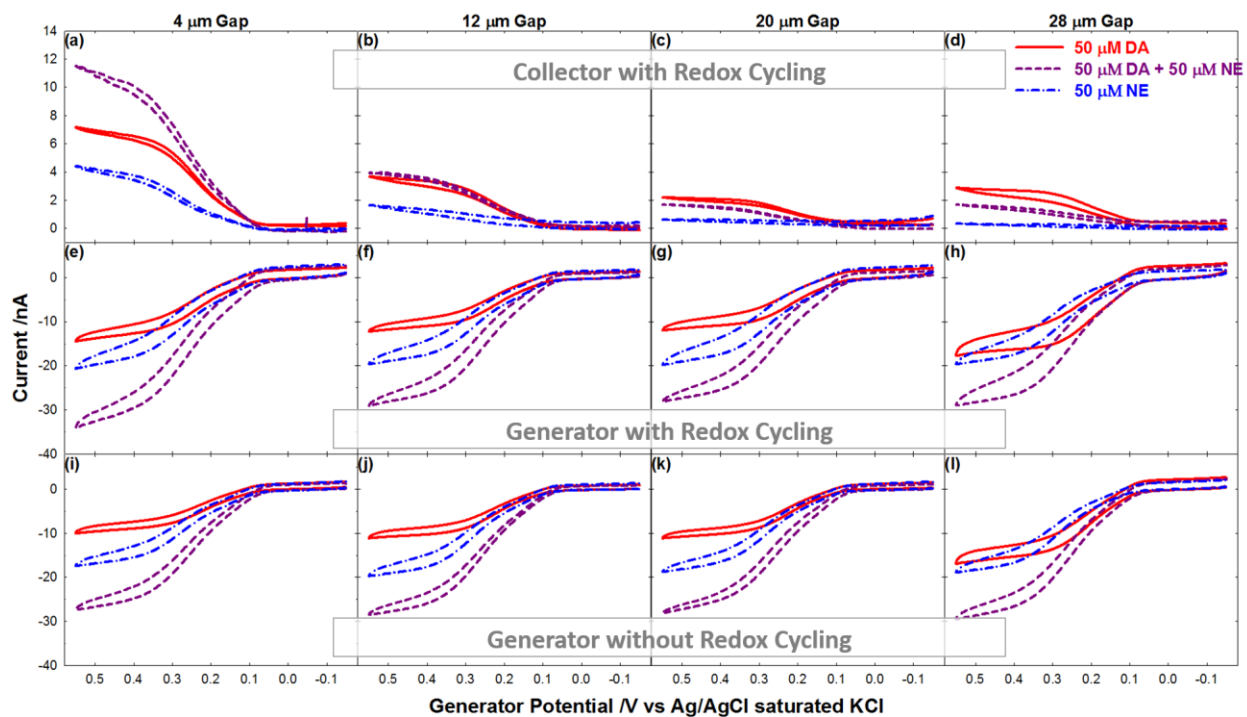 4 μm Gap 12 μm Gap 20 μm Gap 28 μm Gap
14
12
10
8
6
4
2
0
(a) (b) (c) (d)
Collector with Redox Cycling
50 μM DA
50 μM DA + 50 μM NE
50 μM NE
Current /nA
0
-10
-20
-30
-40
(e) (f) (g) (h)
Generator with Redox Cycling
0
-10
-20
-30
-40
(i) (j) (k) (l)
Generator without Redox Cycling
0.5 0.4 0.3 0.2 0.1 0.0 -0.1 0.5 0.4 0.3 0.2 0.1 0.0 -0.1 0.5 0.4 0.3 0.2 0.1 0.0 -0.1 0.5 0.4 0.3 0.2 0.1 0.0 -0.1
Generator Potential /V vs Ag/AgCl saturated KCl